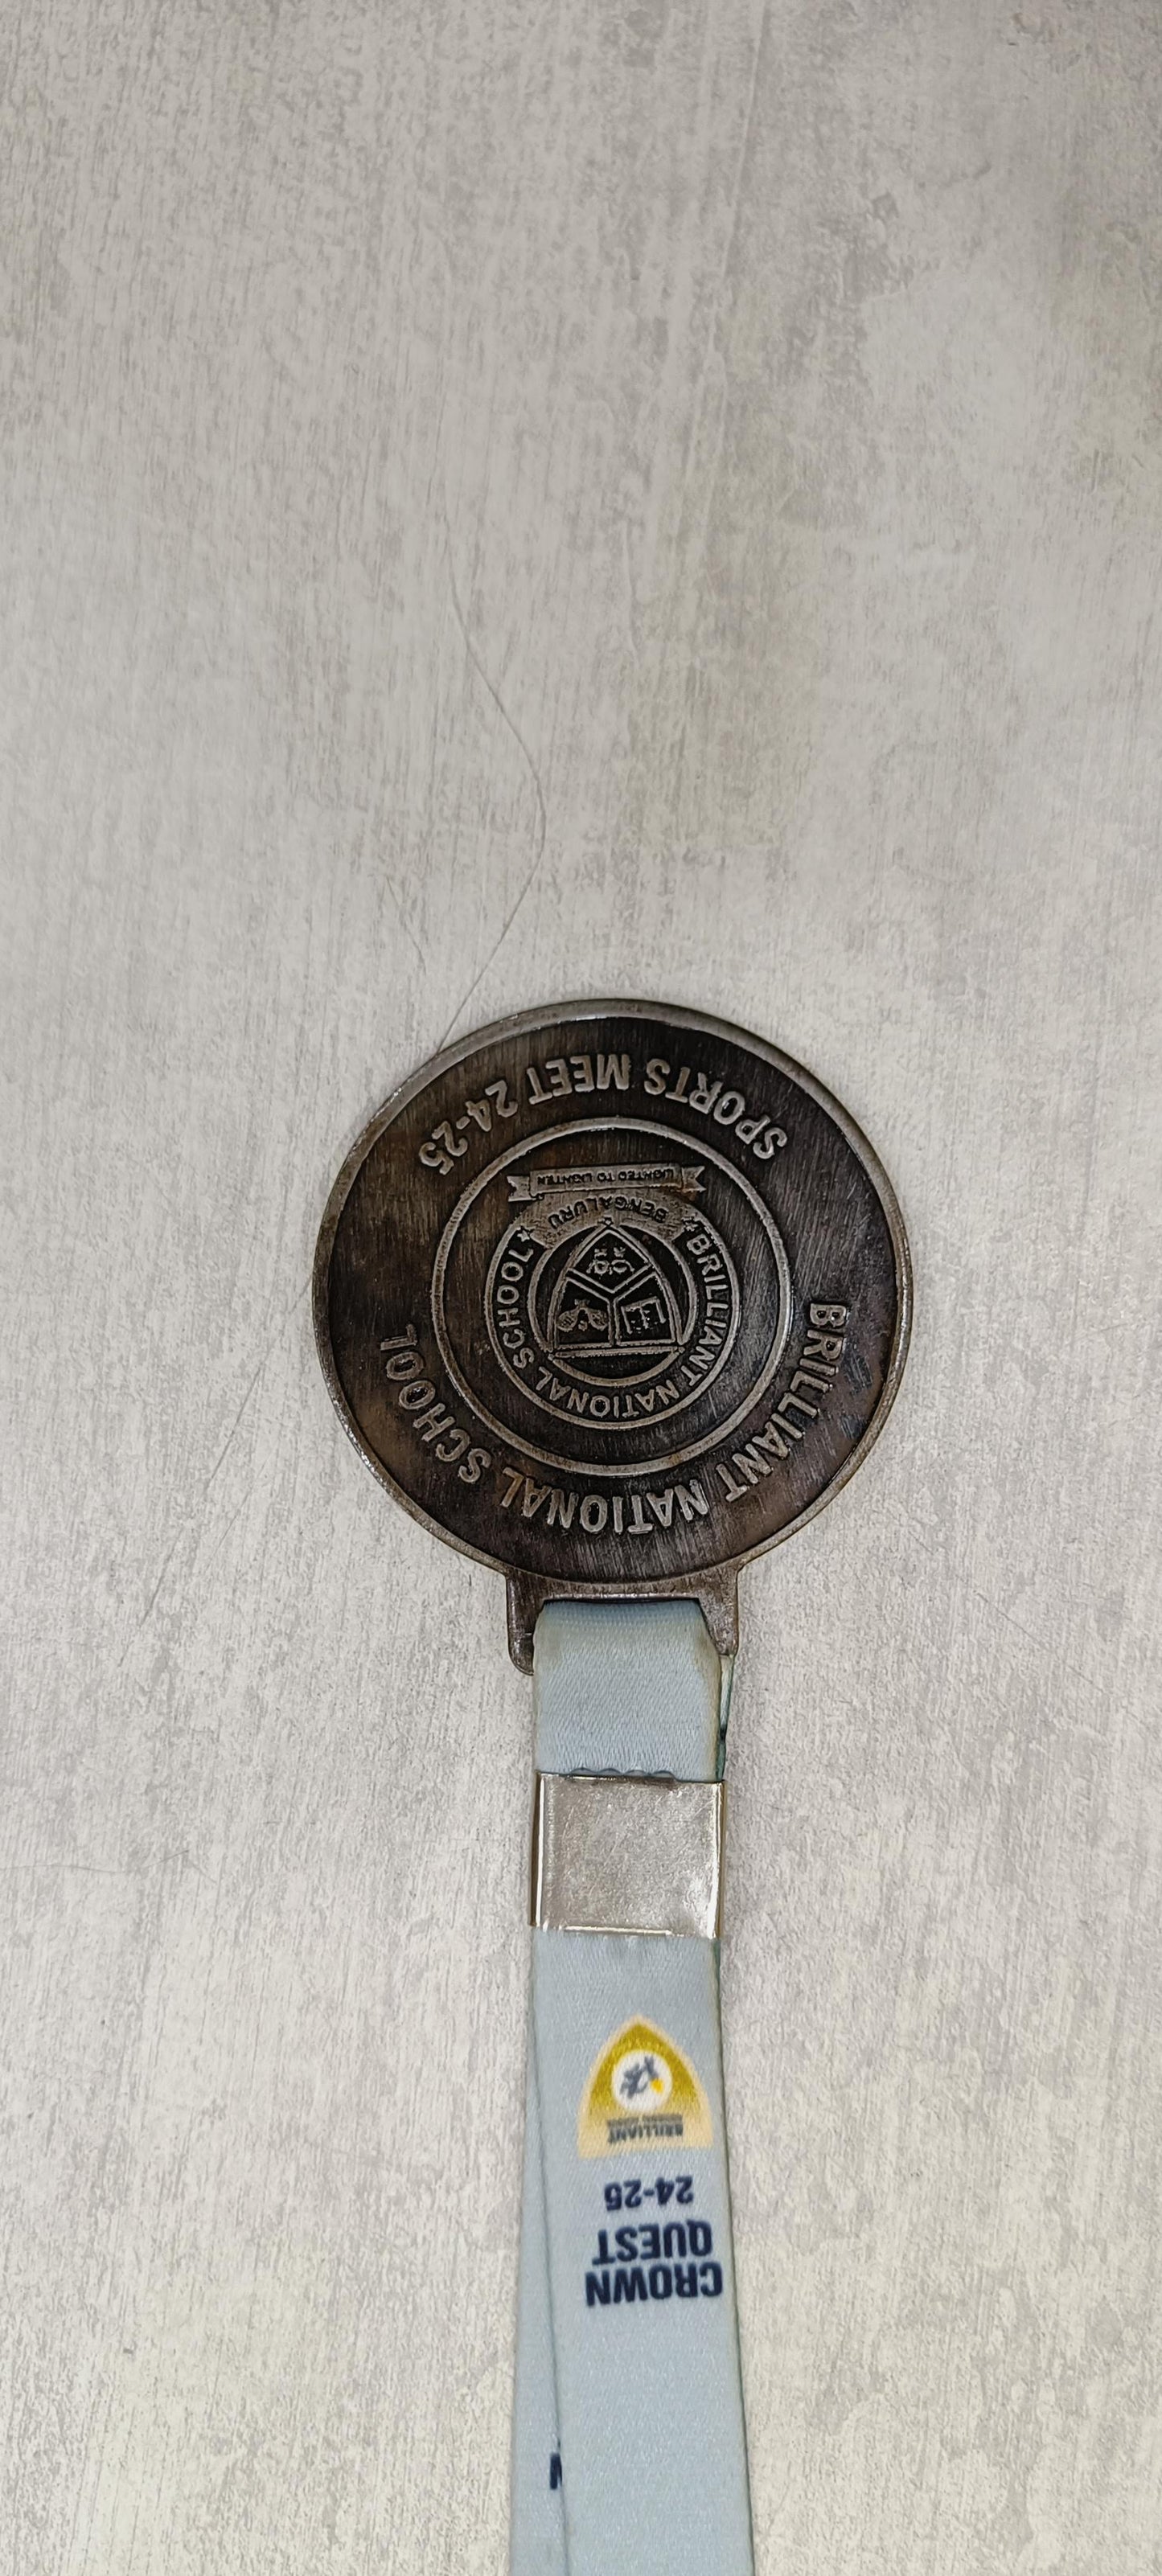 BRILLIANT NATIONAL SCHOOL
SPORTS MEET 24-25
BRILLIANT NATIONAL SCHOOL
BENGALURU
LIGHTED TO LIGHTEN
CROWN
QUEST
24-25
BRILLIANT